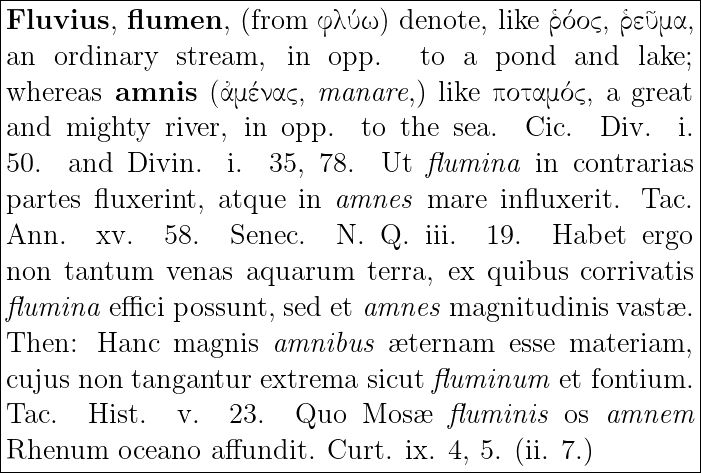 Fluvius, flumen, (from φλύω) denote, like ῥόος, ῥεῦμα,
an ordinary stream, in opp. to a pond and lake;
whereas amnis (ἀμένας, manare,) like ποταμός, a great
and mighty river, in opp. to the sea. Cic. Div. i.
50. and Divin. i. 35, 78. Ut flumina in contrarias
partes fluxerint, atque in amnes mare influxerit. Tac.
Ann. xv. 58. Senec. N. Q. iii. 19. Habet ergo
non tantum venas aquarum terra, ex quibus corrivatis
flumina effici possunt, sed et amnes magnitudinis vastæ.
Then: Hanc magnis amnibus æternam esse materiam,
cujus non tangantur extrema sicut fluminum et fontium.
Tac. Hist. v. 23. Quo Mosæ fluminis os amnem
Rhenum oceano affundit. Curt. ix. 4, 5. (ii. 7.)